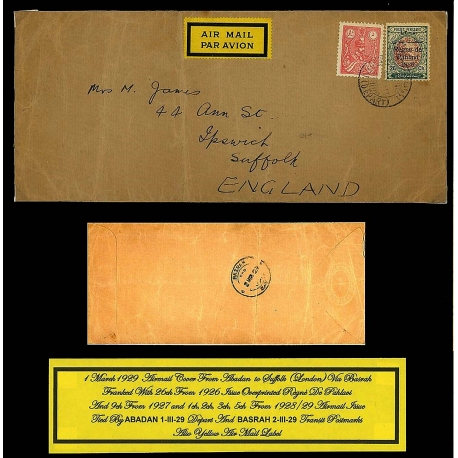 AIR MAIL
PAR AVION
Regne de
Pahlavi
Mrs M. James
44 Ann St.
Ipswich
Suffolk
ENGLAND
1 March 1929 Airmail Cover From Abadan to Suffolk (London) Via Basrah
Franked With 26ch From 1926 Issue Overprinted Regne De Pahlavi
And 9ch From 1927 and 1ch, 2ch, 3ch, 5ch From 1928/29 Airmail Issue
Tied By ABADAN 1-III-29 Depart And BASRAH 2-III-29 Transit Postmarks
Also Yellow Air Mail Label